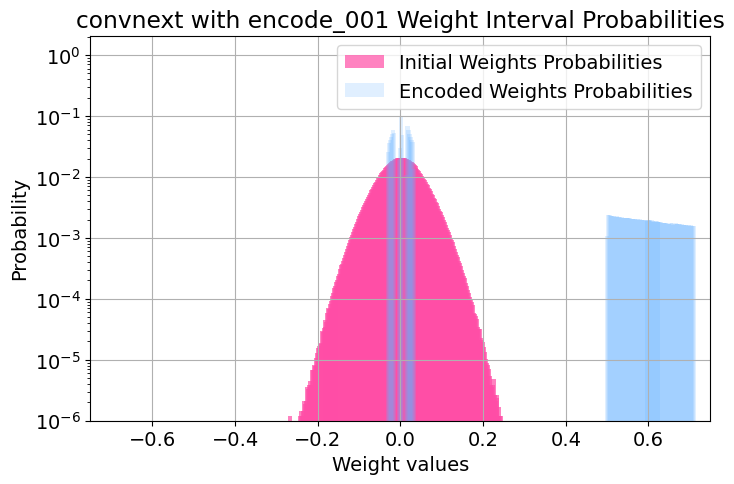 convnext with encode_001 Weight Interval Probabilities
Initial Weights Probabilities
Encoded Weights Probabilities
10⁰
10⁻¹
10⁻²
10⁻³
10⁻⁴
10⁻⁵
10⁻⁶
Probability
−0.6 −0.4 −0.2 0.0 0.2 0.4 0.6
Weight values